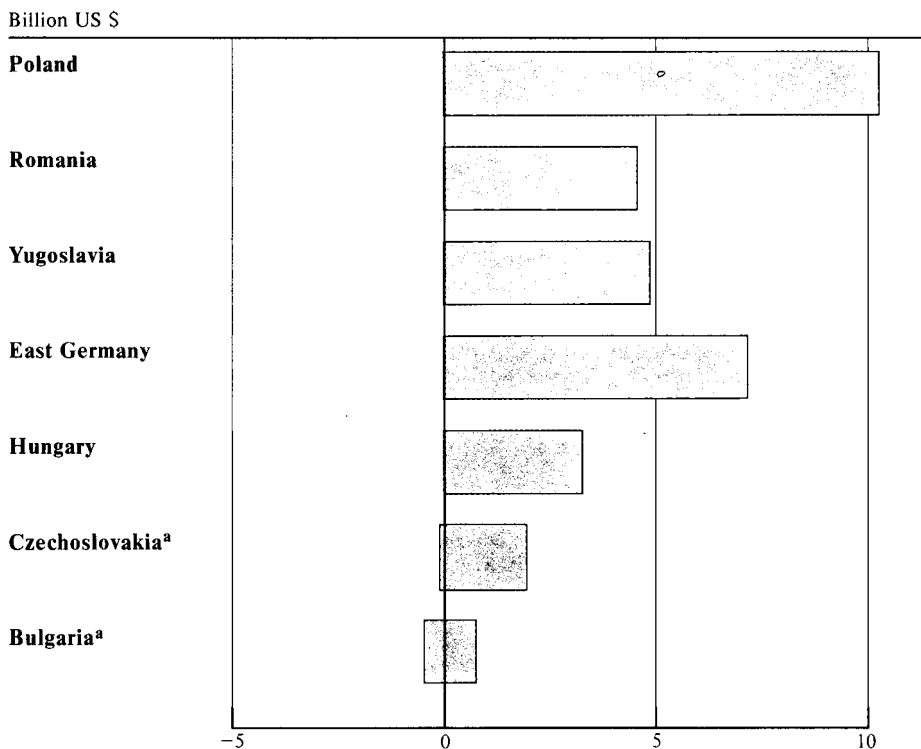 Billion US $
Poland
Romania
Yugoslavia
East Germany
Hungary
Czechoslovakiaᵃ
Bulgariaᵃ
−5 0 5 10